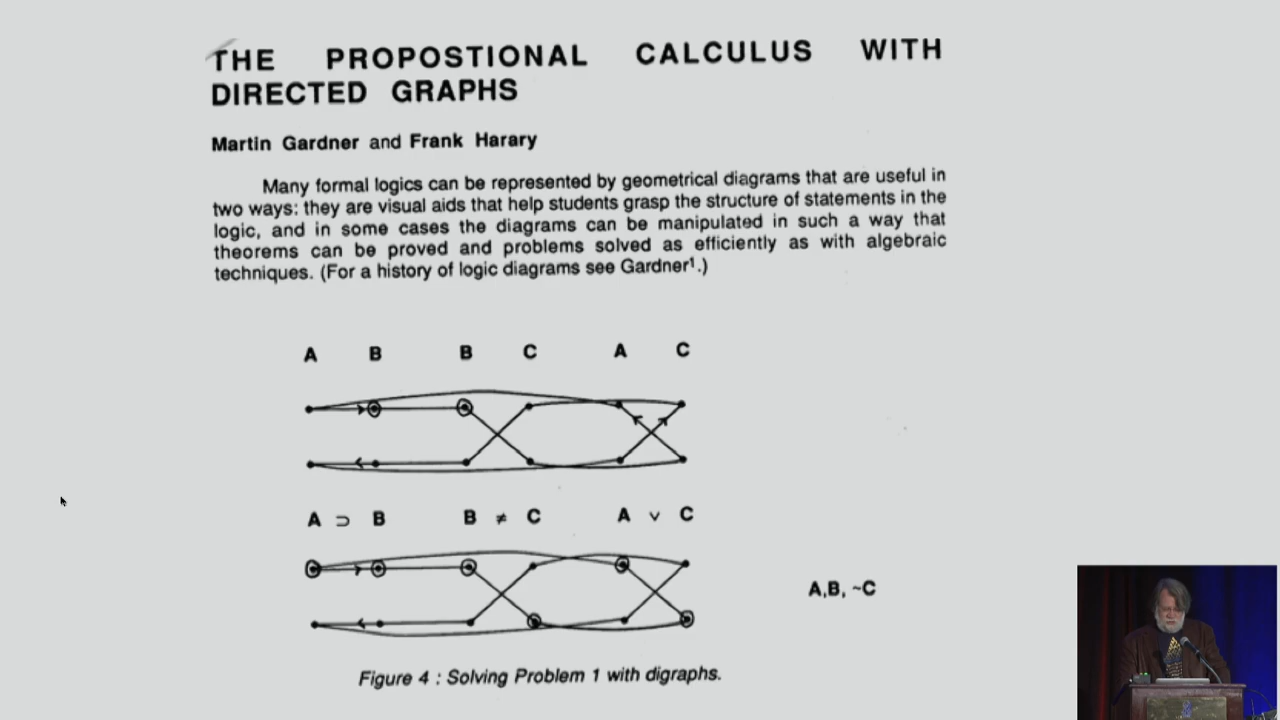 THE PROPOSTIONAL CALCULUS WITH
DIRECTED GRAPHS
Martin Gardner and Frank Harary
Many formal logics can be represented by geometrical diagrams that are useful in
two ways: they are visual aids that help students grasp the structure of statements in the
logic, and in some cases the diagrams can be manipulated in such a way that
theorems can be proved and problems solved as efficiently as with algebraic
techniques. (For a history of logic diagrams see Gardner¹.)
A B B C A C
A ⊃ B B ≠ C A ∨ C
A,B, ~C
Figure 4 : Solving Problem 1 with digraphs.